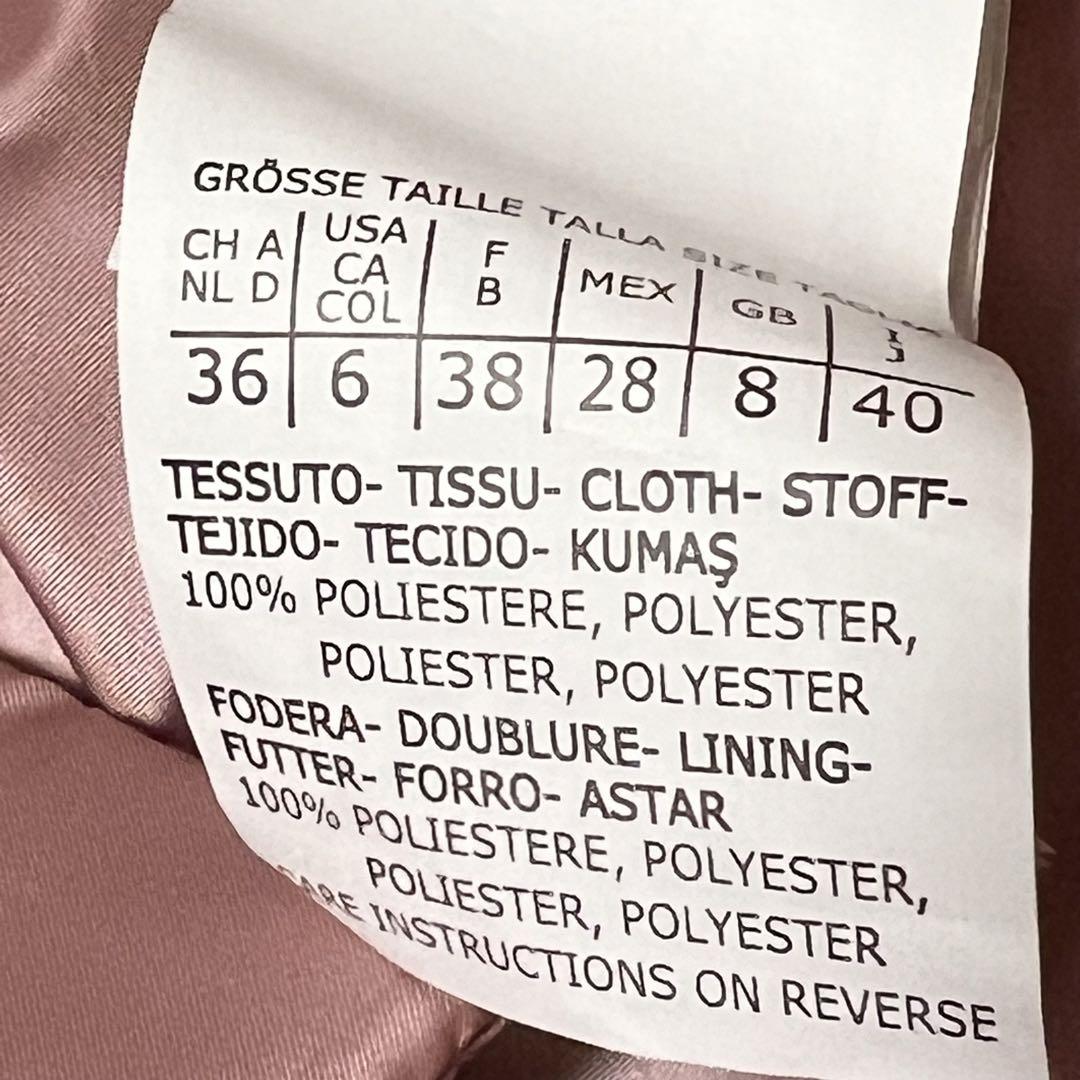 GRÖSSE TAILLE TALLA SIZE TAGLIA
CH A NL D | USA CA COL | F B | MEX | GB | I J
36 | 6 | 38 | 28 | 8 | 40
TESSUTO- TISSU- CLOTH- STOFF-
TEJIDO- TECIDO- KUMAŞ
100% POLIESTERE, POLYESTER,
POLIESTER, POLYESTER
FODERA- DOUBLURE- LINING-
FUTTER- FORRO- ASTAR
100% POLIESTERE, POLYESTER,
POLIESTER, POLYESTER
CARE INSTRUCTIONS ON REVERSE